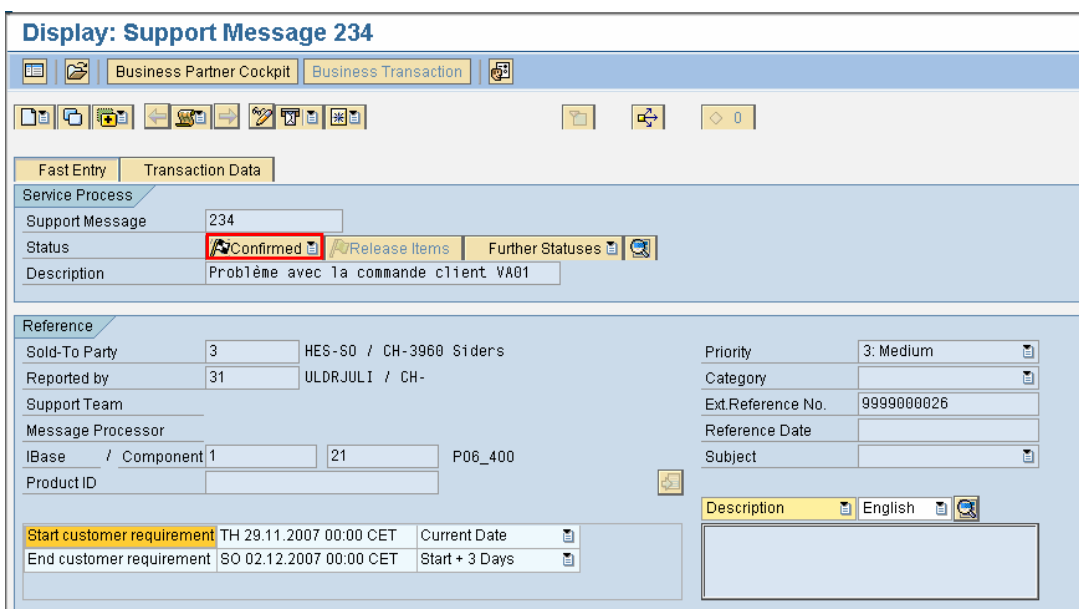 Display: Support Message 234
Business Partner Cockpit Business Transaction
0
Fast Entry Transaction Data
Service Process
Support Message 234
Status Confirmed Release Items Further Statuses
Description Problème avec la commande client VA01
Reference
Sold-To Party 3 HES-SO / CH-3960 Siders Priority 3: Medium
Reported by 31 ULDRJULI / CH- Category
Support Team Ext.Reference No. 9999000026
Message Processor Reference Date
IBase / Component 1 21 P06_400 Subject
Product ID
Description English
Start customer requirement TH 29.11.2007 00:00 CET Current Date
End customer requirement SO 02.12.2007 00:00 CET Start + 3 Days